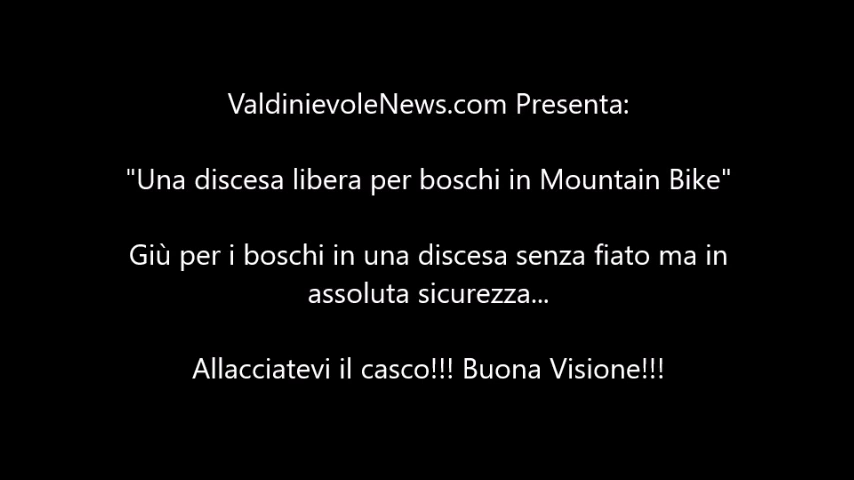 ValdinievoleNews.com Presenta:
"Una discesa libera per boschi in Mountain Bike"
Giù per i boschi in una discesa senza fiato ma in
assoluta sicurezza...
Allacciatevi il casco!!! Buona Visione!!!